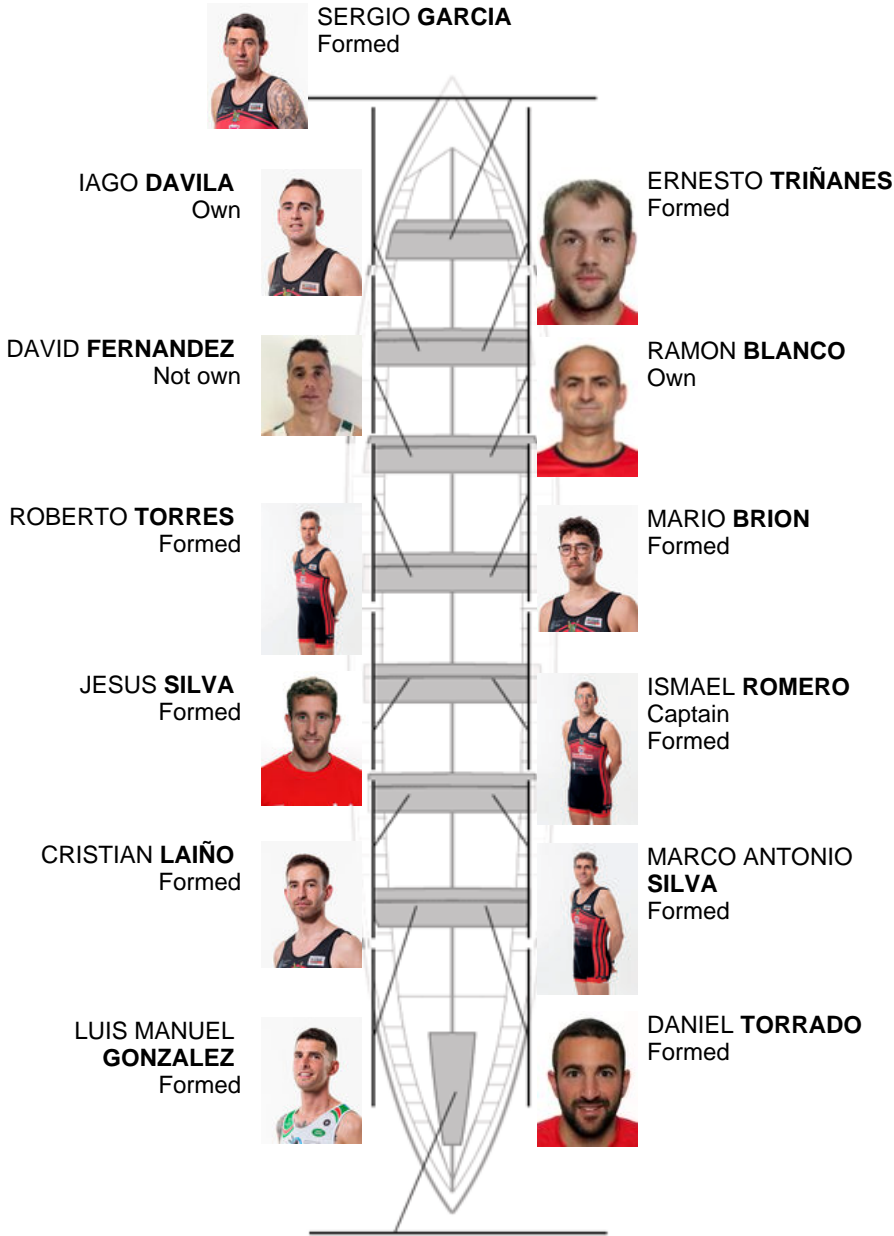 SERGIO GARCIA
Formed
IAGO DAVILA
Own
ERNESTO TRIÑANES
Formed
DAVID FERNANDEZ
Not own
RAMON BLANCO
Own
ROBERTO TORRES
Formed
MARIO BRION
Formed
JESUS SILVA
Formed
ISMAEL ROMERO
Captain
Formed
CRISTIAN LAIÑO
Formed
MARCO ANTONIO
SILVA
Formed
LUIS MANUEL
GONZALEZ
Formed
DANIEL TORRADO
Formed